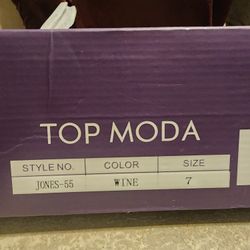 TOP MODA
STYLE NO. COLOR SIZE
JONES-55 WINE 7